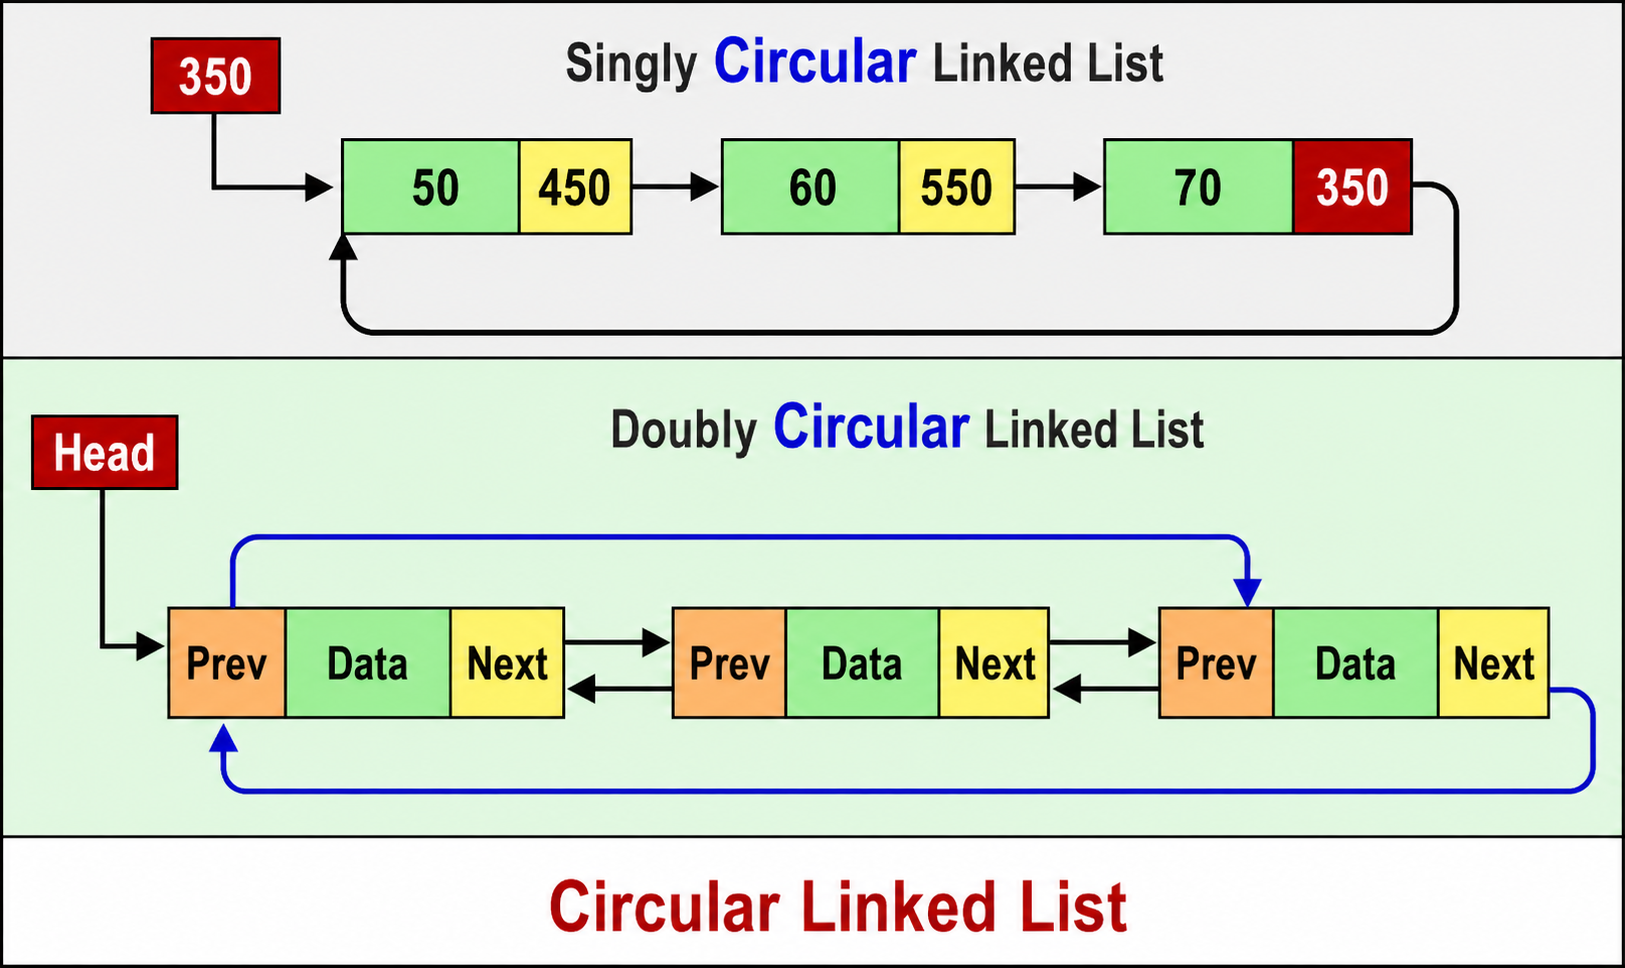 Singly Circular Linked List
350
50 450 60 550 70 350
Doubly Circular Linked List
Head
Prev Data Next Prev Data Next Prev Data Next
Circular Linked List